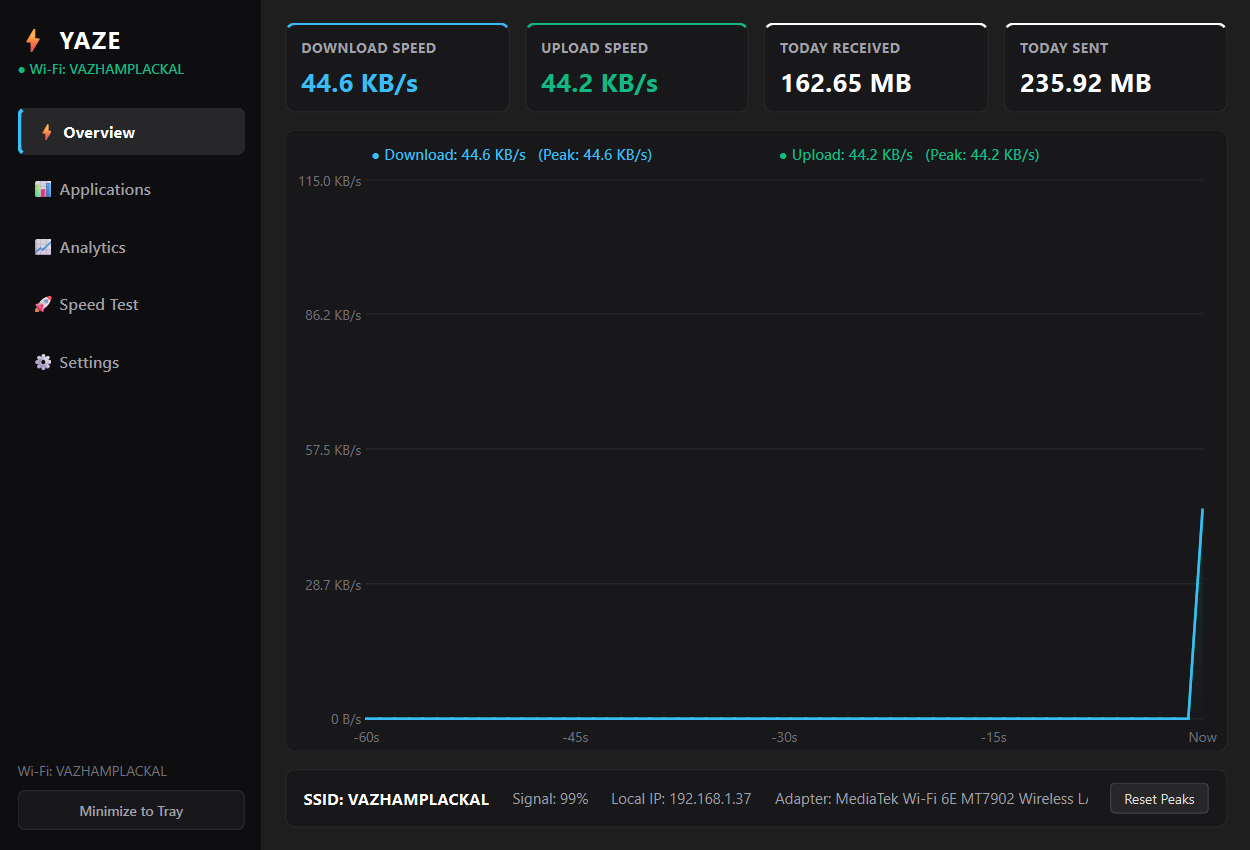 YAZE
● Wi-Fi: VAZHAMPLACKAL
Overview
Applications
Analytics
Speed Test
Settings
Wi-Fi: VAZHAMPLACKAL
Minimize to Tray
DOWNLOAD SPEED
44.6 KB/s
UPLOAD SPEED
44.2 KB/s
TODAY RECEIVED
162.65 MB
TODAY SENT
235.92 MB
● Download: 44.6 KB/s (Peak: 44.6 KB/s)
● Upload: 44.2 KB/s (Peak: 44.2 KB/s)
115.0 KB/s
86.2 KB/s
57.5 KB/s
28.7 KB/s
0 B/s
-60s
-45s
-30s
-15s
Now
SSID: VAZHAMPLACKAL
Signal: 99%
Local IP: 192.168.1.37
Adapter: MediaTek Wi-Fi 6E MT7902 Wireless
Reset Peaks